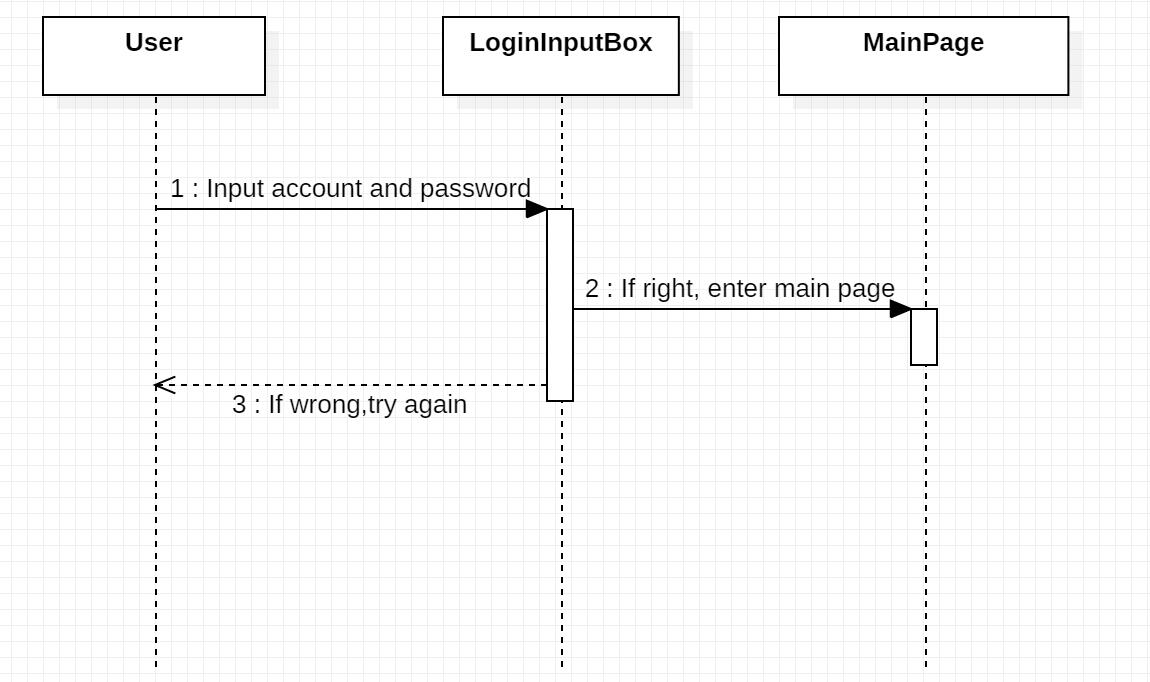 User
LoginInputBox
MainPage
1 : Input account and password
2 : If right, enter main page
3 : If wrong,try again